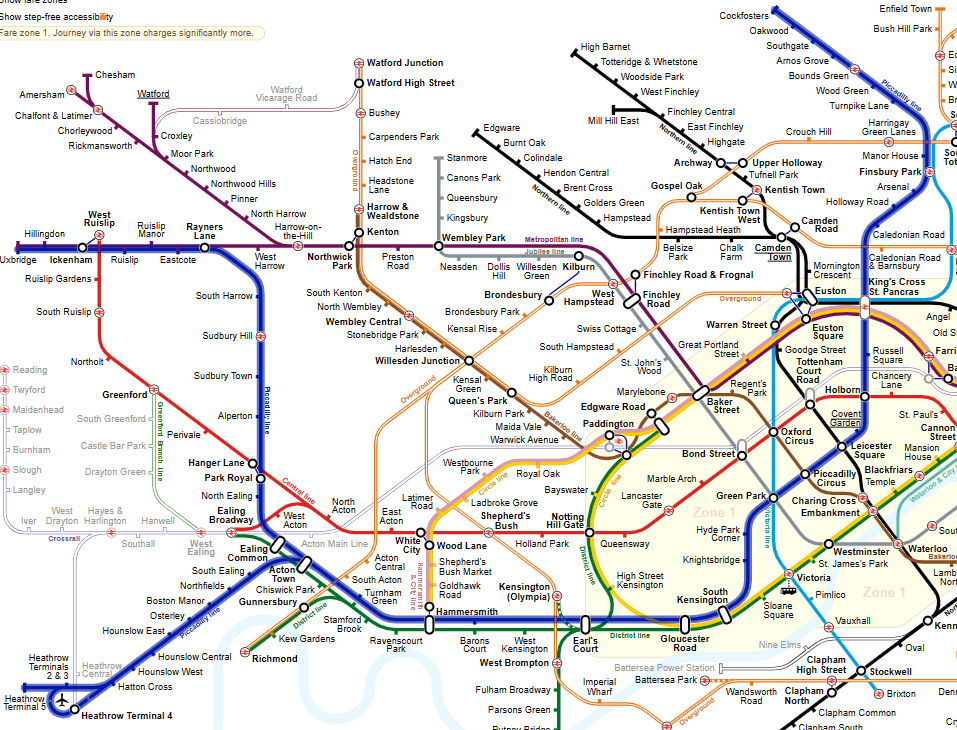 Show fare zones
Show step-free accessibility
Fare zone 1. Journey via this zone charges significantly more.
Cockfosters
Oakwood
Southgate
Arnos Grove
Bounds Green
Wood Green
Turnpike Lane
Piccadilly line
Enfield Town
Bush Hill Park
Harringay
Green Lanes
Crouch Hill
Manor House
Finsbury Park
Arsenal
Holloway Road
Caledonian Road
Caledonian Road
& Barnsbury
Chesham
Amersham
Chalfont & Latimer
Chorleywood
Rickmansworth
Watford
Croxley
Moor Park
Northwood
Northwood Hills
Pinner
North Harrow
Harrow-on-
the-Hill
Watford
Vicarage Road
Cassiobridge
Watford Junction
Watford High Street
Bushey
Carpenders Park
Hatch End
Headstone
Lane
Harrow &
Wealdstone
Kenton
Overground
High Barnet
Totteridge & Whetstone
Woodside Park
West Finchley
Mill Hill East
Finchley Central
East Finchley
Highgate
Northern line
Archway
Upper Holloway
Tufnell Park
Gospel Oak
Kentish Town
Kentish Town
West
Camden
Road
Camden
Town
Edgware
Burnt Oak
Colindale
Hendon Central
Brent Cross
Golders Green
Hampstead
Northern line
Hampstead Heath
Belsize
Park
Chalk
Farm
Mornington
Crescent
Stanmore
Canons Park
Queensbury
Kingsbury
Wembley Park
Metropolitan line
Jubilee line
Neasden
Dollis
Hill
Willesden
Green
Kilburn
West
Hampstead
Finchley Road & Frognal
Finchley
Road
Swiss Cottage
South Hampstead
St. John's
Wood
Kilburn
High Road
Brondesbury
Brondesbury Park
Kensal Rise
Overground
Hillingdon
Uxbridge
Ickenham
West
Ruislip
Ruislip
Ruislip
Manor
Eastcote
Rayners
Lane
West
Harrow
Northwick
Park
Preston
Road
Ruislip Gardens
South Ruislip
Northolt
Greenford
Perivale
Hanger Lane
Park Royal
North Ealing
Ealing
Broadway
South Harrow
Sudbury Hill
Sudbury Town
Alperton
Piccadilly line
South Kenton
North Wembley
Wembley Central
Stonebridge Park
Harlesden
Willesden Junction
Kensal
Green
Queen's Park
Kilburn Park
Maida Vale
Warwick Avenue
Bakerloo line
Overground
Reading
Twyford
Maidenhead
Taplow
Burnham
Slough
Langley
Iver
West
Drayton
Hayes &
Harlington
Southall
Hanwell
West
Ealing
Crossrail
South Greenford
Castle Bar Park
Drayton Green
Greenford Branch line
Central line
West
Acton
North
Acton
Acton Main Line
East
Acton
White
City
Latimer
Road
Ladbroke Grove
Westbourne
Park
Royal Oak
Circle line
Shepherd's
Bush
Holland Park
Notting
Hill Gate
Queensway
Lancaster
Gate
Marble Arch
Bayswater
Paddington
Edgware Road
Marylebone
Baker
Street
Great Portland
Street
Regent's
Park
Warren Street
Euston
Euston
Square
Goodge Street
Tottenham
Court
Road
King's Cross
St. Pancras
Angel
Russell
Square
Chancery
Lane
Holborn
Covent
Garden
St. Paul's
Cannon
Street
Mansion
House
Blackfriars
Temple
Leicester
Square
Piccadilly
Circus
Charing Cross
Embankment
Oxford
Circus
Bond Street
Green Park
Hyde Park
Corner
Knightsbridge
Zone 1
Circle line
District line
High Street
Kensington
Westminster
St. James's Park
Waterloo
Victoria
Pimlico
Sloane
Square
South
Kensington
Gloucester
Road
Earl's
Court
District line
Zone 1
Vauxhall
Nine Elms
Oval
Battersea Power Station
Battersea Park
Clapham
High Street
Stockwell
Clapham
North
Brixton
Clapham Common
Clapham South
Wandsworth
Road
Imperial
Wharf
Overground
Ealing
Common
Acton
Town
South Ealing
Northfields
Boston Manor
Osterley
Hounslow East
Hounslow Central
Hounslow West
Hatton Cross
Piccadilly line
Heathrow
Terminals
2 & 3
Heathrow
Central
Heathrow
Terminal 5
Heathrow Terminal 4
Chiswick Park
Gunnersbury
Kew Gardens
Richmond
District line
South Acton
Acton
Central
Turnham
Green
Stamford
Brook
Ravenscourt
Park
Hammersmith
Wood Lane
Shepherd's
Bush Market
Goldhawk
Road
Hammersmith
& City line
Barons
Court
West
Kensington
Kensington
(Olympia)
West Brompton
Fulham Broadway
Parsons Green
Putney Bridge